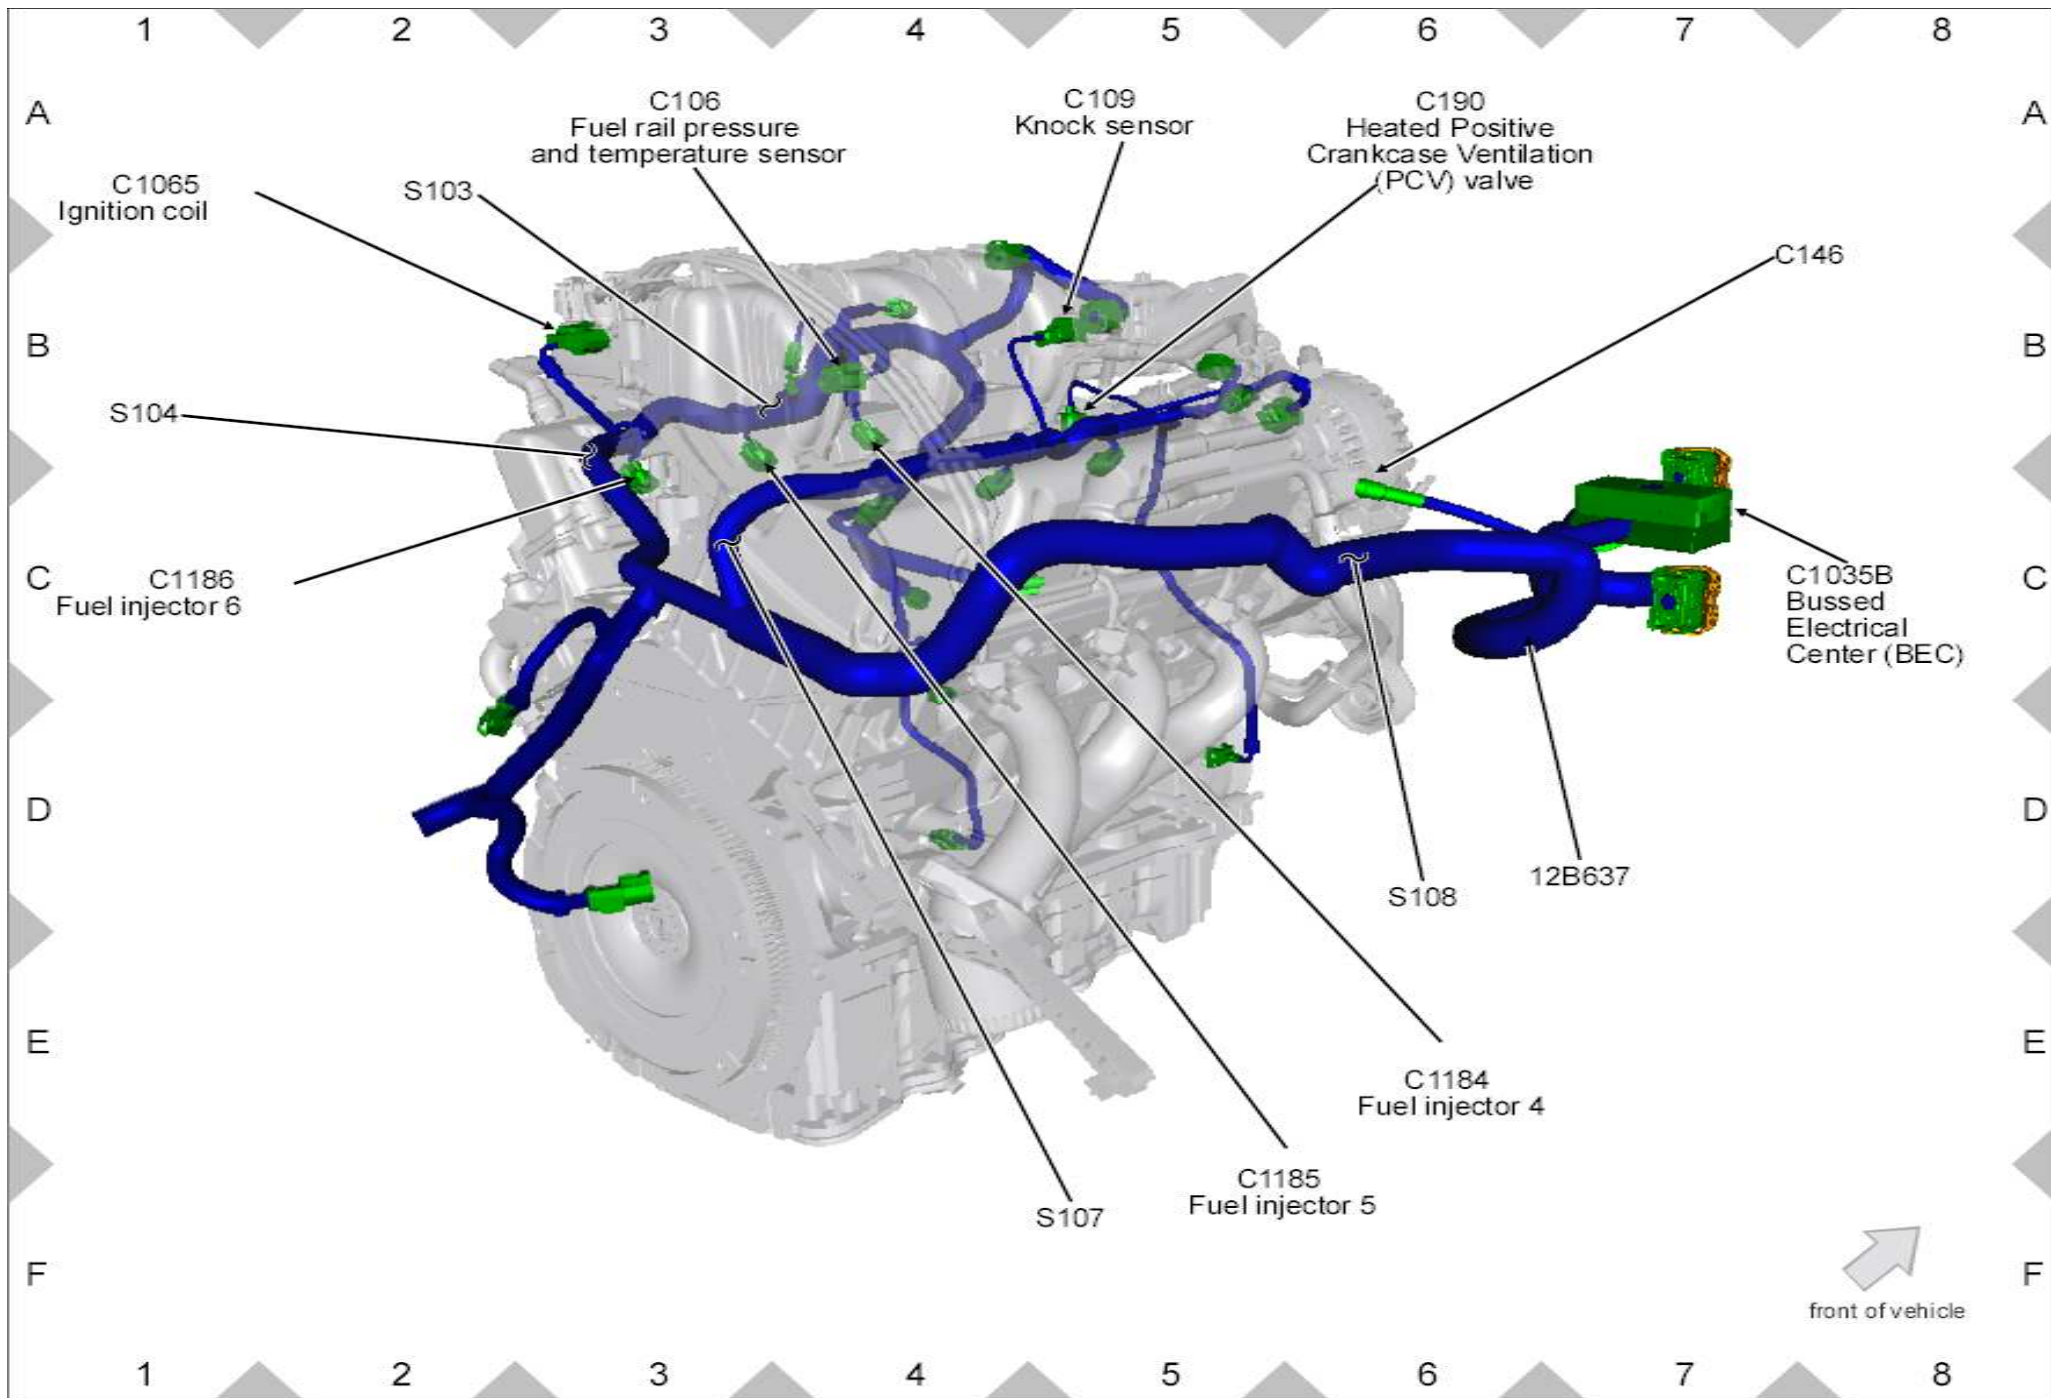 1 2 3 4 5 6 7 8
A A
C106
Fuel rail pressure
and temperature sensor
C109
Knock sensor
C190
Heated Positive
Crankcase Ventilation
(PCV) valve
C1065
Ignition coil
S103
C146
B B
S104
C1186
Fuel injector 6
C C
C1035B
Bussed
Electrical
Center (BEC)
D D
S108
12B637
E E
C1184
Fuel injector 4
C1185
Fuel injector 5
S107
F F
front of vehicle
1 2 3 4 5 6 7 8